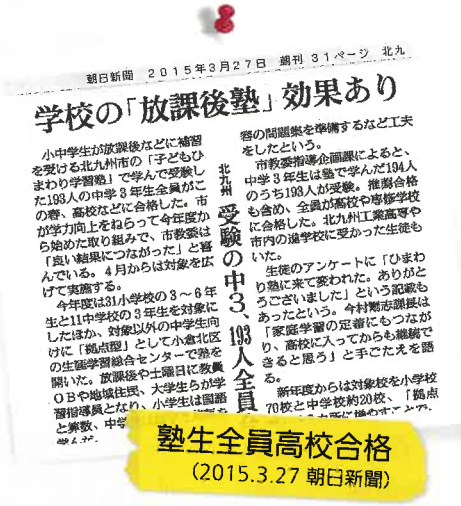 朝日新聞 2015年3月27日 朝刊 31ページ 北九
学校の「放課後塾」効果あり
北九州 受験の中3、193人全員
小中学生が放課後などに補習
を受ける北九州市の「子どもひ
まわり学習塾」で学んで受験し
た193人の中学3年生全員がこ
の春、高校などに合格した。市
が学力向上をねらって今年度か
ら始めた取り組みで、市教委は
「良い結果につながった」と喜
んでいる。4月からは対象を広
げて実施する。
今年度は31小学校の3〜6年
生と11中学校の3年生を対象に
したほか、対象以外の中学生向
けに「拠点型」として小倉北区
の生涯学習総合センターで塾を
開いた。放課後や土曜日に教員
OBや地域住民、大学生らが学
習指導員となり、小学生は国語
と算数、中学
学んだ
容の問題集を準備するなど工夫
をしたという。
市教委指導企画課によると、
中学3年生は塾で学んだ194人
のうち193人が受験。推薦合格
も含め、全員が高校や専修学校
に合格した。北九州工業高専や
市内の進学校に受かった生徒も
いた。
生徒のアンケートに「ひまわ
り塾に来て変われた。ありがと
うございました」という記載も
あったという。今村勲志課長は
「家庭学習の定着にもつなが
り、高校に入ってからも継続で
きると思う」と手ごたえを語
る。
新年度からは対象校を小学校
70校と中学校約20校、「拠点
カ所に増やすことで、
塾生全員高校合格
(2015.3.27 朝日新聞)